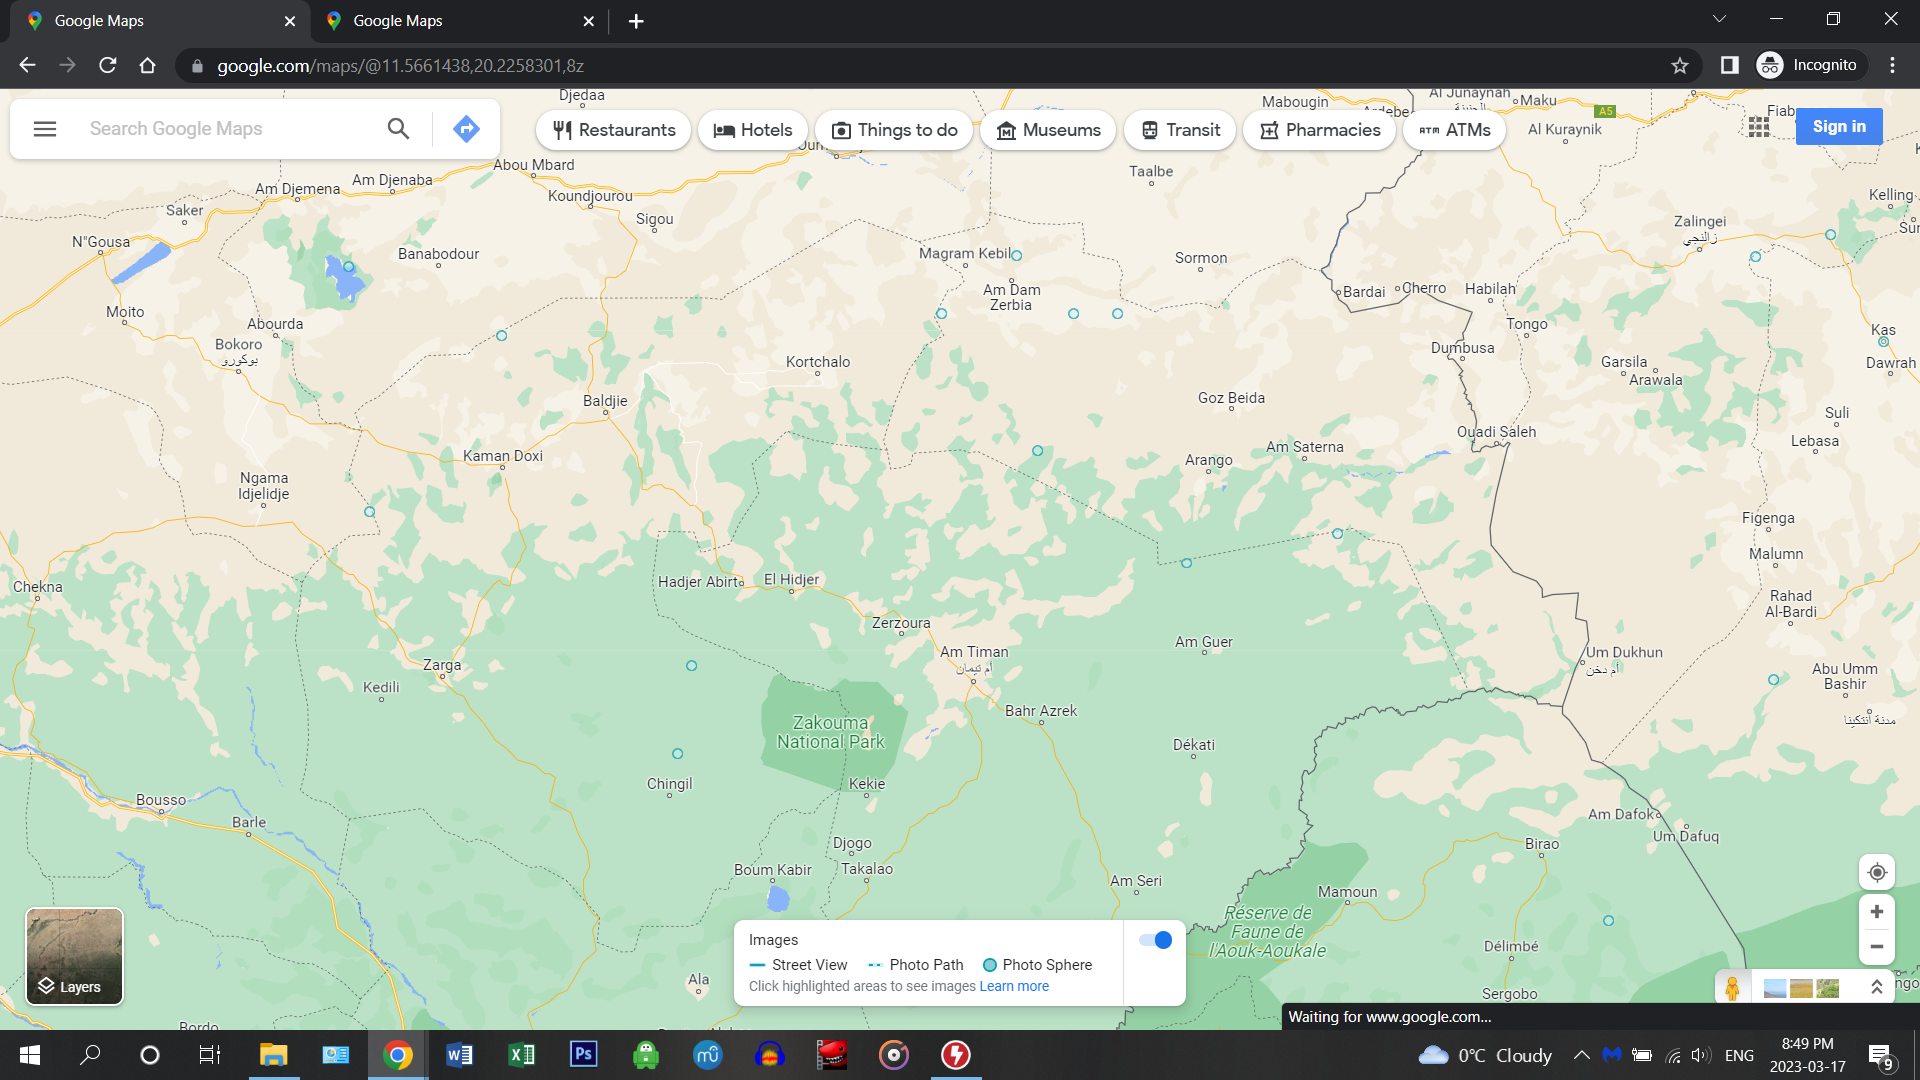 Google Maps
Google Maps
google.com/maps/@11.5661438,20.2258301,8z
Incognito
Search Google Maps
Restaurants
Hotels
Things to do
Museums
Transit
Pharmacies
ATMs
Sign in
Djedaa
Mabougin
Al Junaynah
الجنينة
Maku
A5
Al Kuraynik
Abou Mbard
Taalbe
Am Djemena
Am Djenaba
Koundjourou
Saker
Sigou
Kelling
Zalingei
زالنجي
N"Gousa
Banabodour
Magram Kebil
Sormon
Am Dam
Zerbia
Bardai
Cherro
Habilah
Moito
Abourda
Tongo
Kas
Bokoro
بوكورو
Kortchalo
Dumbusa
Garsila
Arawala
Dawrah
Baldjie
Goz Beida
Suli
Ouadi Saleh
Lebasa
Kaman Doxi
Arango
Am Saterna
Ngama
Idjelidje
Figenga
Malumn
Chekna
Hadjer Abirt
El Hidjer
Rahad
Al-Bardi
Zerzoura
Am Guer
Am Timan
أم تيمان
Um Dukhun
أم دخن
Zarga
Kedili
Abu Umm
Bashir
Bahr Azrek
مدنة أنتكينا
Zakouma
National Park
Dékati
Chingil
Kekie
Bousso
Barle
Am Dafok
Um Dafuq
Djogo
Birao
Boum Kabir
Takalao
Am Seri
Mamoun
Réserve de
Faune de
l'Aouk-Aoukale
Délimbé
Images
Street View
Photo Path
Photo Sphere
Click highlighted areas to see images Learn more
Layers
Ala
Sergobo
Bordo
Waiting for www.google.com...
0°C Cloudy
ENG
8:49 PM
2023-03-17
9